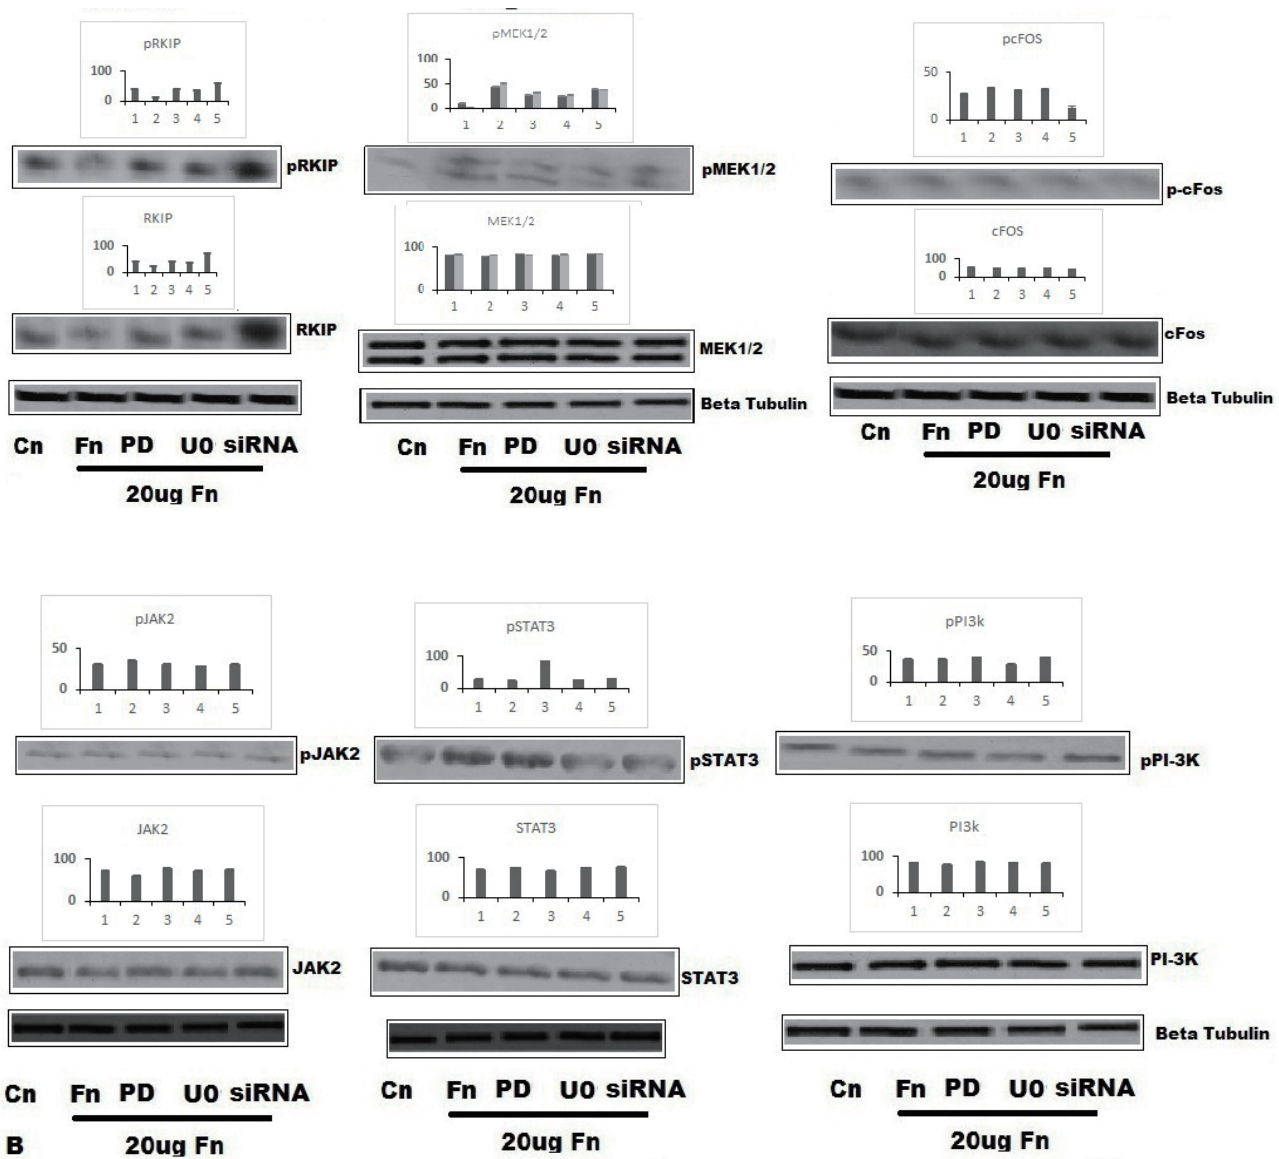 pRKIP
100
0
1 2 3 4 5
pRKIP
RKIP
100
0
1 2 3 4 5
RKIP
Cn Fn PD U0 siRNA
20ug Fn
pMEK1/2
100
50
0
1 2 3 4 5
pMEK1/2
MEK1/2
100
0
1 2 3 4 5
MEK1/2
Beta Tubulin
Cn Fn PD U0 siRNA
20ug Fn
pcFOS
50
0
1 2 3 4 5
p-cFos
cFOS
100
0
1 2 3 4 5
cFos
Beta Tubulin
Cn Fn PD U0 siRNA
20ug Fn
pJAK2
50
0
1 2 3 4 5
pJAK2
JAK2
100
0
1 2 3 4 5
JAK2
Cn Fn PD U0 siRNA
20ug Fn
B
pSTAT3
100
0
1 2 3 4 5
pSTAT3
STAT3
100
0
1 2 3 4 5
STAT3
Cn Fn PD U0 siRNA
20ug Fn
pPI3k
50
0
1 2 3 4 5
pPI-3K
PI3k
100
0
1 2 3 4 5
PI-3K
Beta Tubulin
Cn Fn PD U0 siRNA
20ug Fn